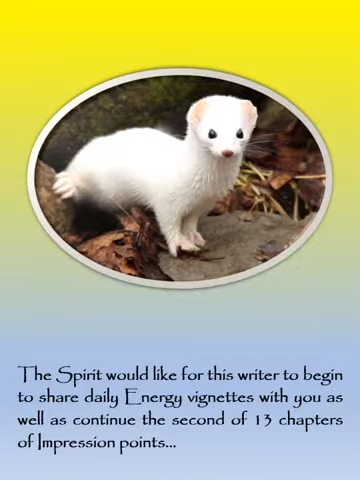 The Spirit would like for this writer to begin
to share daily Energy vignettes with you as
well as continue the second of 13 chapters
of Impression points...